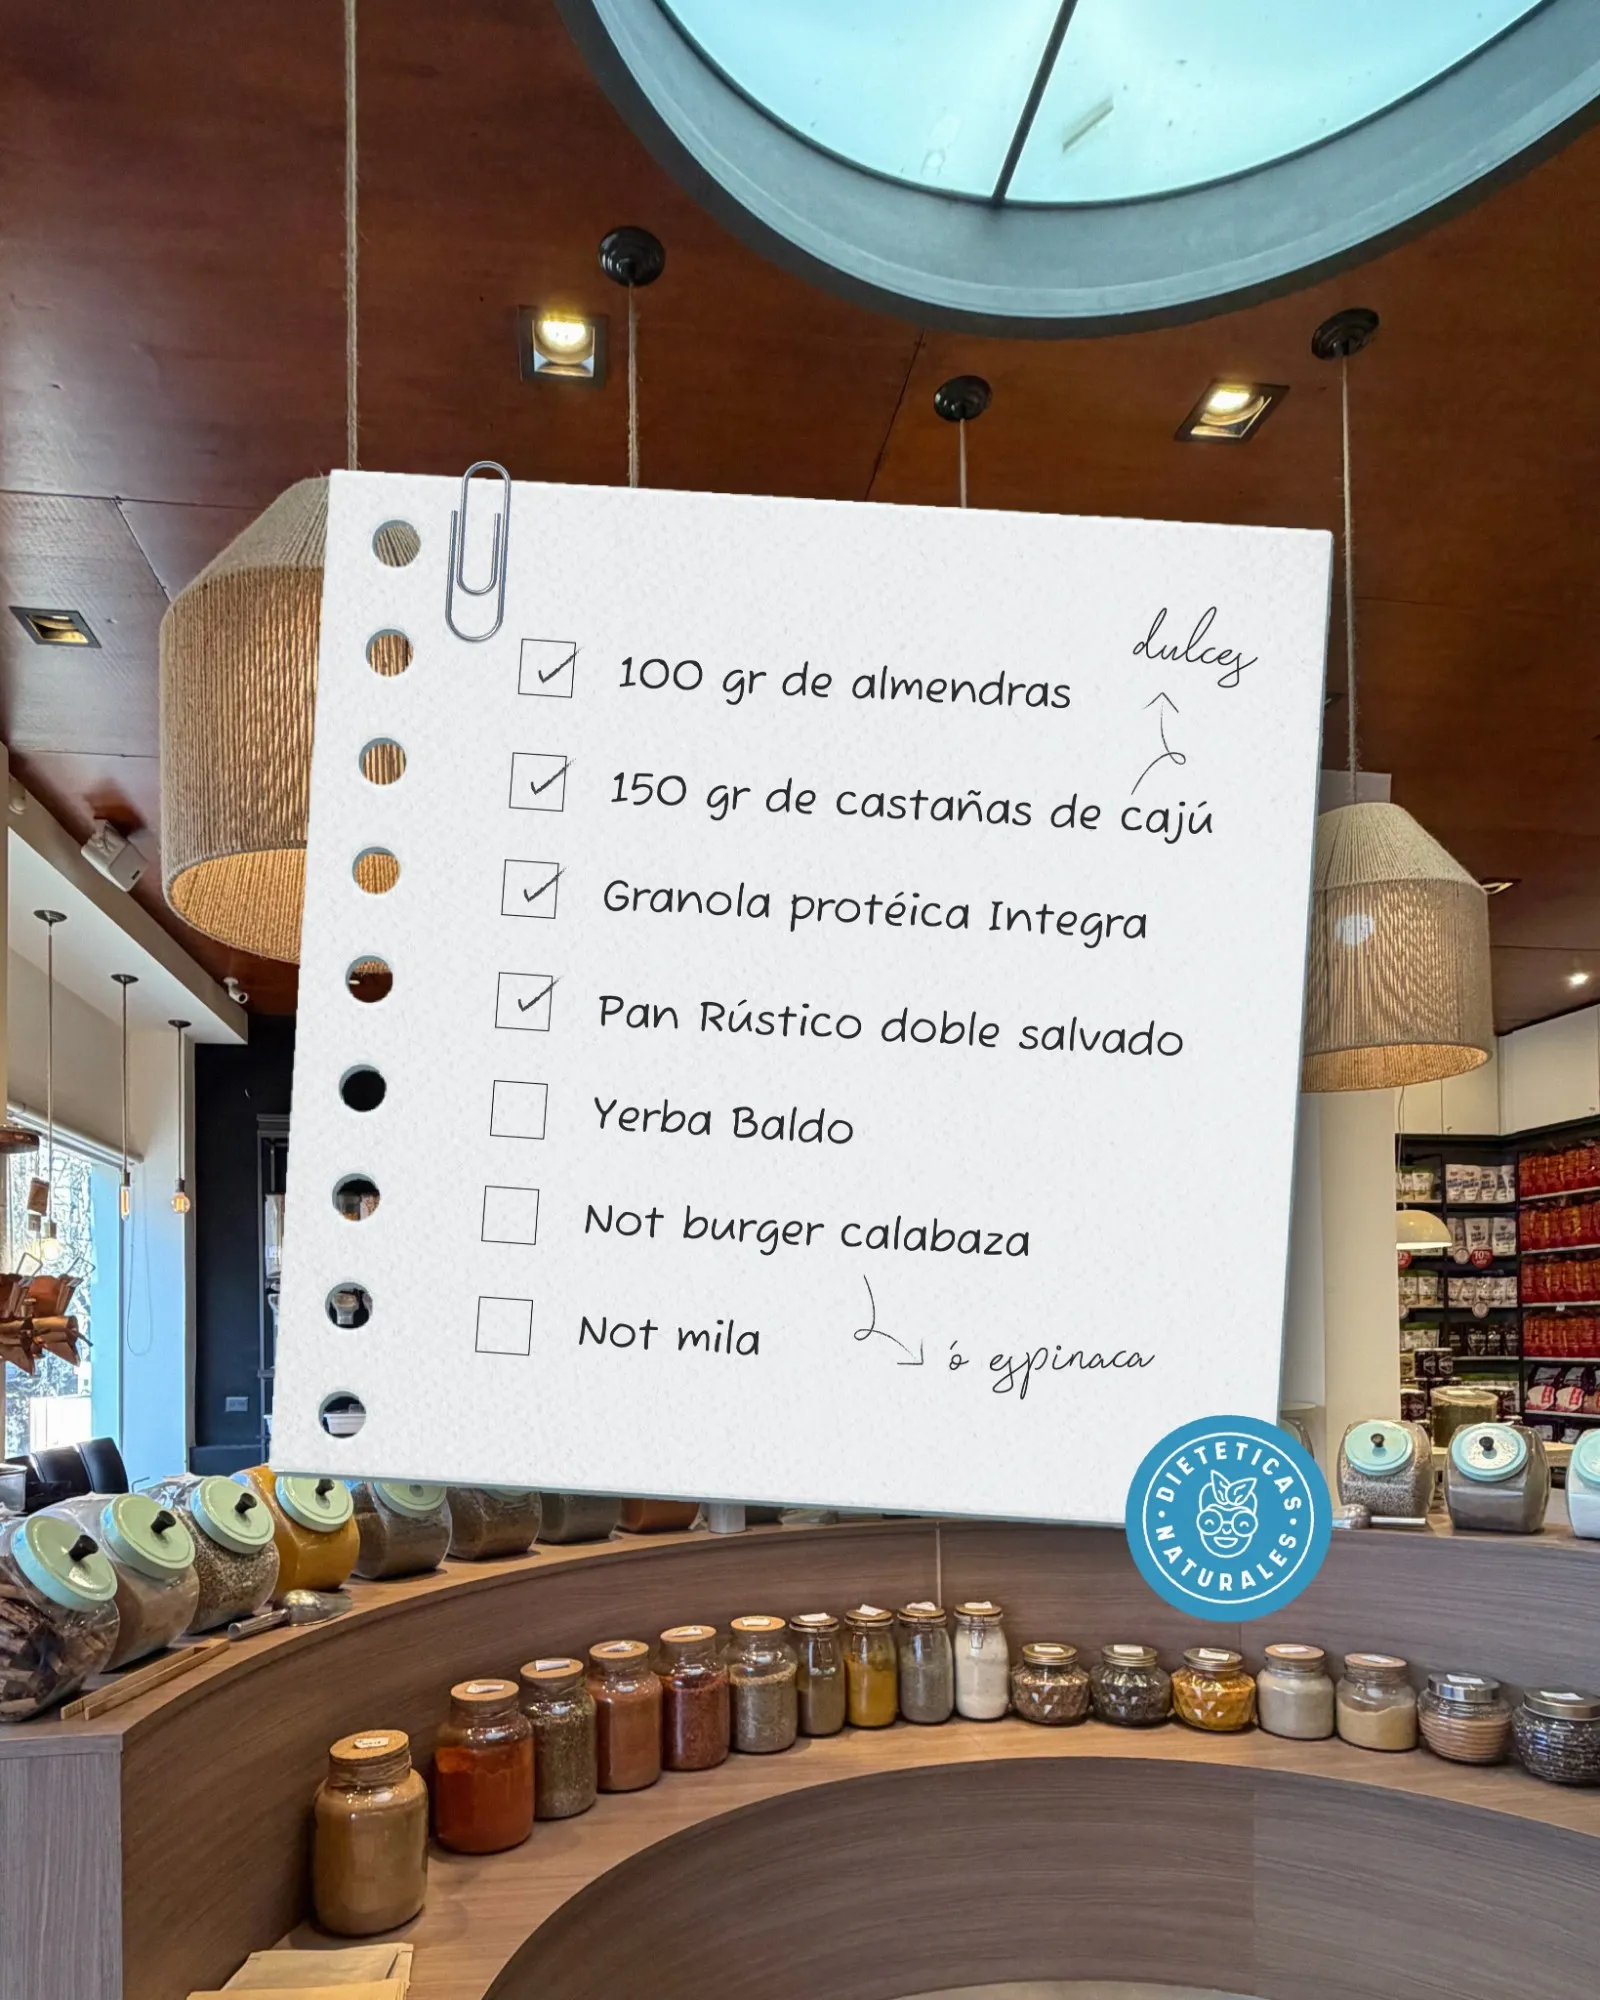 dulces
100 gr de almendras
150 gr de castañas de cajú
Granola protéica Integra
Pan Rústico doble salvado
Yerba Baldo
Not burger calabaza
Not mila
ó espinaca
DIETETICAS NATURALES